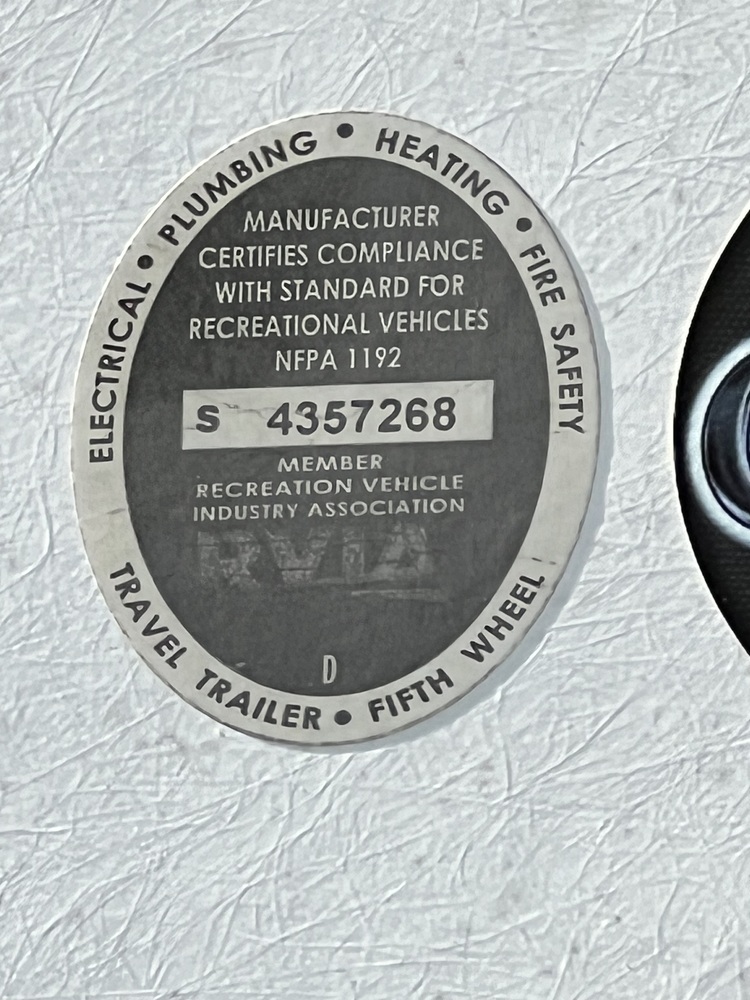 ELECTRICAL • PLUMBING • HEATING • FIRE SAFETY
MANUFACTURER
CERTIFIES COMPLIANCE
WITH STANDARD FOR
RECREATIONAL VEHICLES
NFPA 1192
S 4357268
MEMBER
RECREATION VEHICLE
INDUSTRY ASSOCIATION
RVIA
D
TRAVEL TRAILER • FIFTH WHEEL